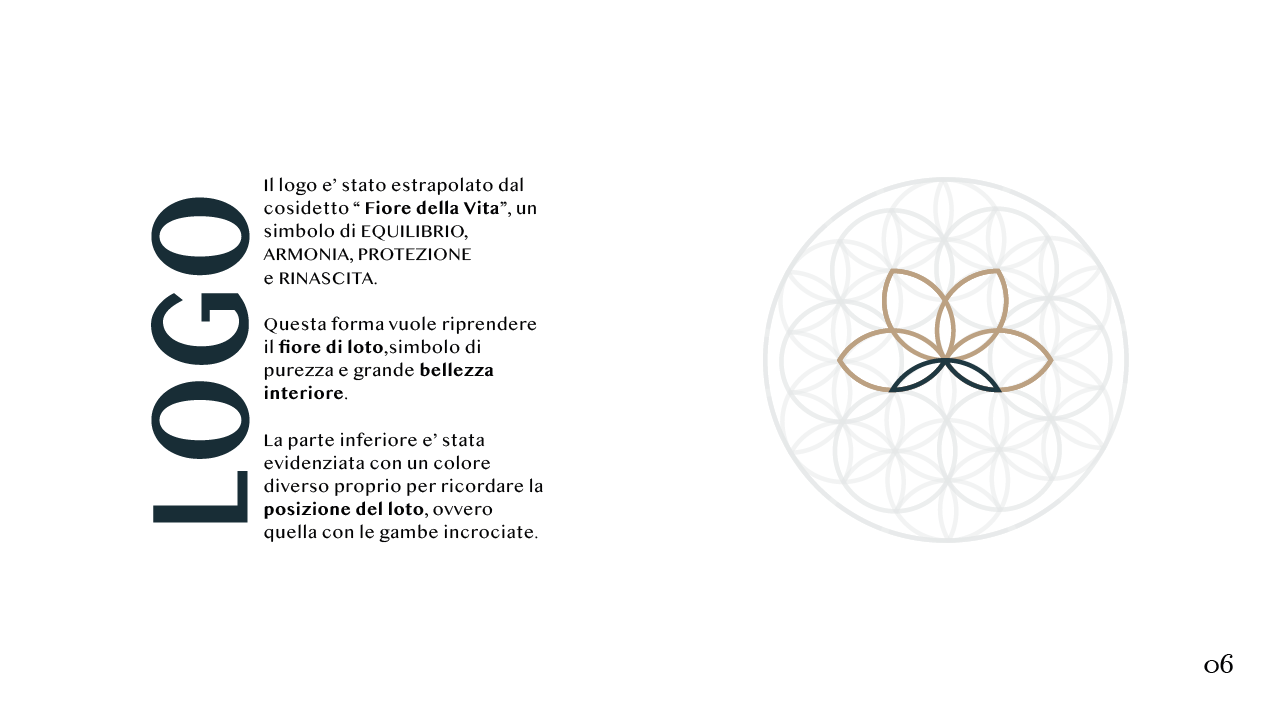 LOGO
Il logo e’ stato estrapolato dal
cosidetto “ Fiore della Vita”, un
simbolo di EQUILIBRIO,
ARMONIA, PROTEZIONE
e RINASCITA.
Questa forma vuole riprendere
il fiore di loto,simbolo di
purezza e grande bellezza
interiore.
La parte inferiore e’ stata
evidenziata con un colore
diverso proprio per ricordare la
posizione del loto, ovvero
quella con le gambe incrociate.
06